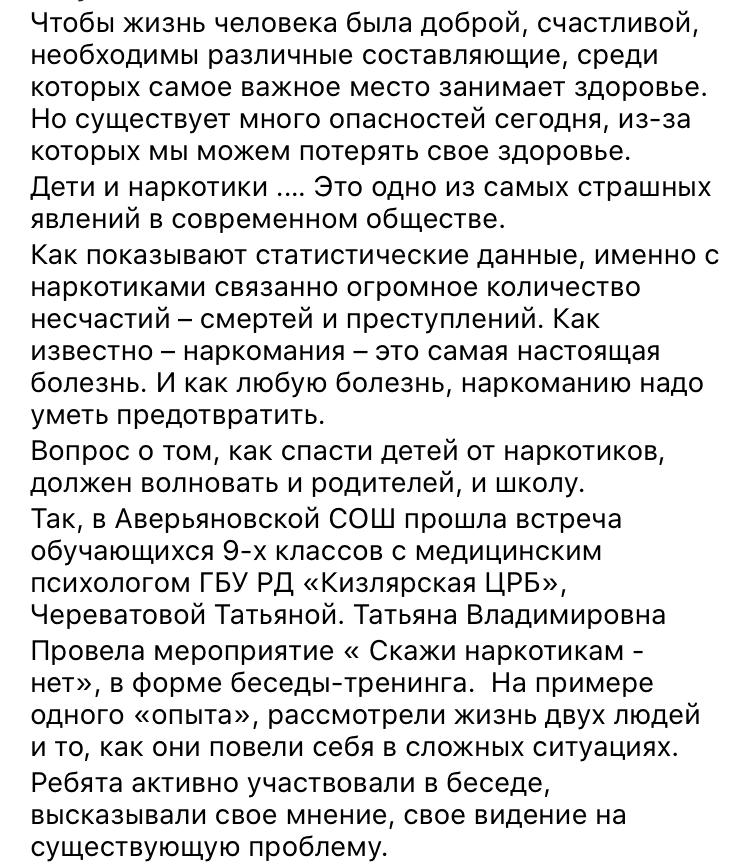 Чтобы жизнь человека была доброй, счастливой,
необходимы различные составляющие, среди
которых самое важное место занимает здоровье.
Но существует много опасностей сегодня, из-за
которых мы можем потерять свое здоровье.
Дети и наркотики .... Это одно из самых страшных
явлений в современном обществе.
Как показывают статистические данные, именно с
наркотиками связанно огромное количество
несчастий – смертей и преступлений. Как
известно – наркомания – это самая настоящая
болезнь. И как любую болезнь, наркоманию надо
уметь предотвратить.
Вопрос о том, как спасти детей от наркотиков,
должен волновать и родителей, и школу.
Так, в Аверьяновской СОШ прошла встреча
обучающихся 9-х классов с медицинским
психологом ГБУ РД «Кизлярская ЦРБ»,
Череватовой Татьяной. Татьяна Владимировна
Провела мероприятие « Скажи наркотикам -
нет», в форме беседы-тренинга.  На примере
одного «опыта», рассмотрели жизнь двух людей
и то, как они повели себя в сложных ситуациях.
Ребята активно участвовали в беседе,
высказывали свое мнение, свое видение на
существующую проблему.